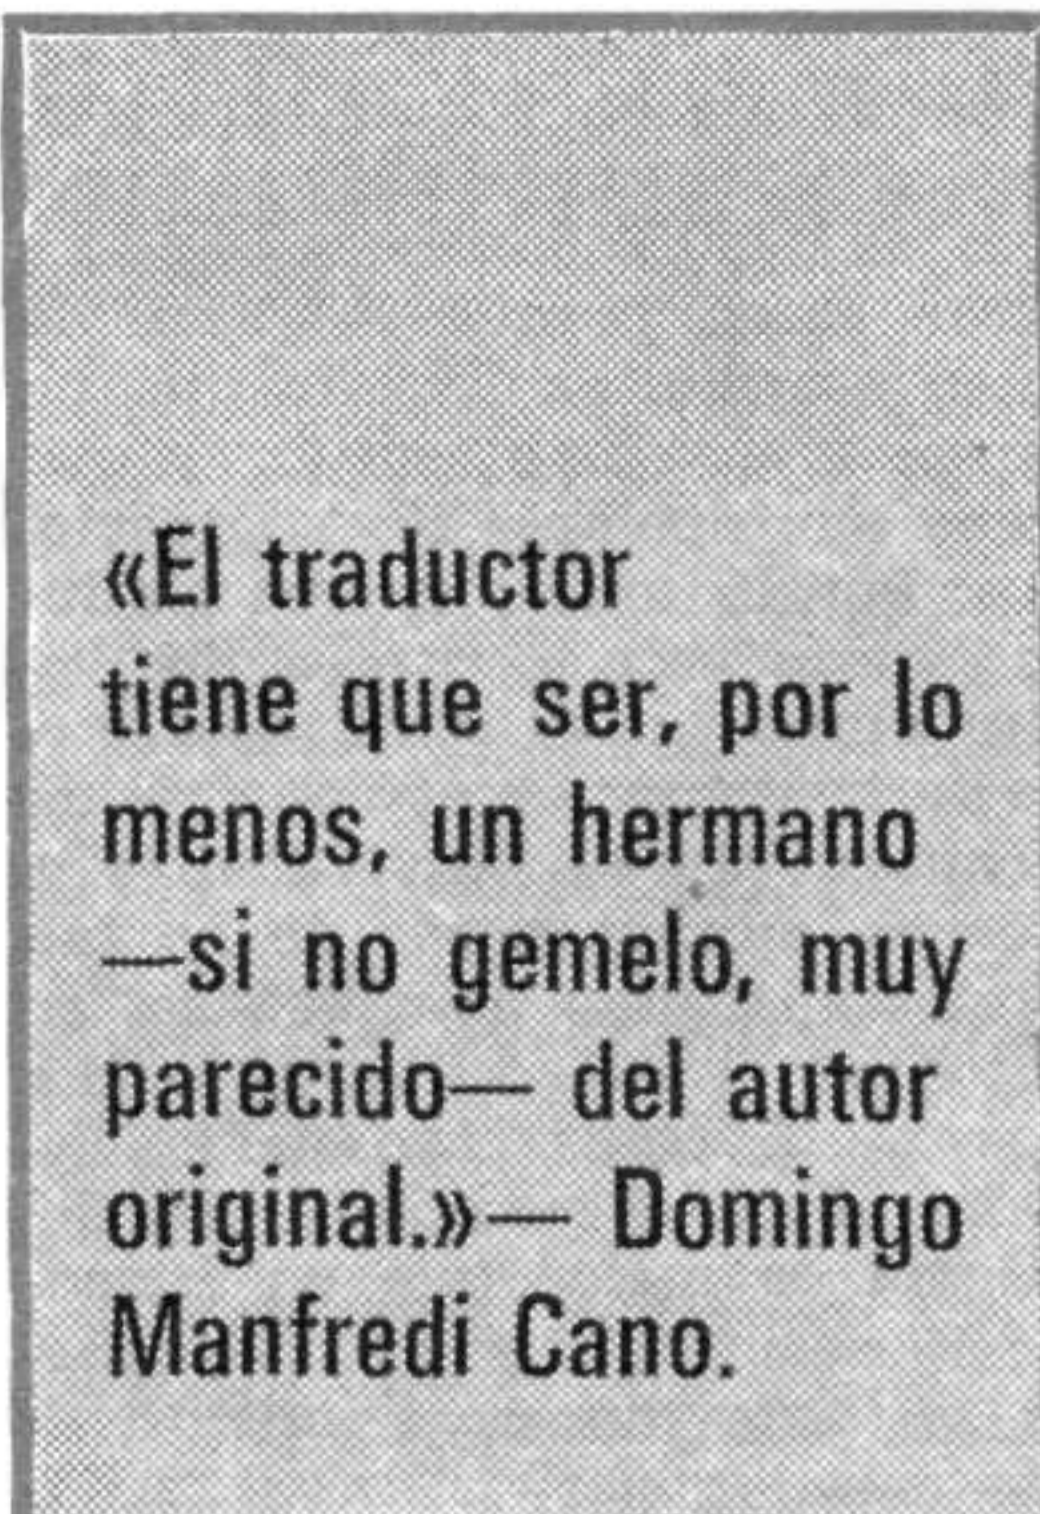 «El traductor
tiene que ser, por lo
menos, un hermano
—si no gemelo, muy
parecido— del autor
original.»— Domingo
Manfredi Cano.